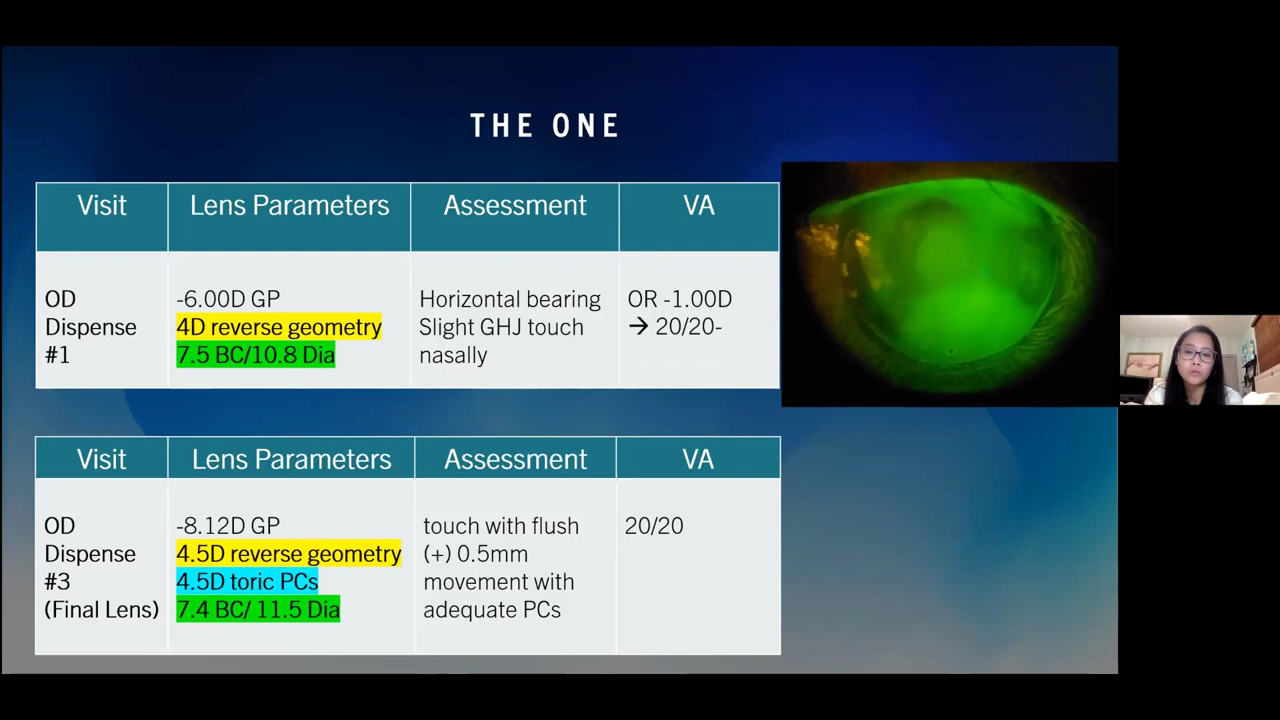 THE ONE
Visit
Lens Parameters
Assessment
VA
OD
Dispense
#1
-6.00D GP
4D reverse geometry
7.5 BC/10.8 Dia
Horizontal bearing
Slight GHJ touch
nasally
OR -1.00D
→ 20/20-
Visit
Lens Parameters
Assessment
VA
OD
Dispense
#3
(Final Lens)
-8.12D GP
4.5D reverse geometry
4.5D toric PCs
7.4 BC/ 11.5 Dia
touch with flush
(+) 0.5mm
movement with
adequate PCs
20/20